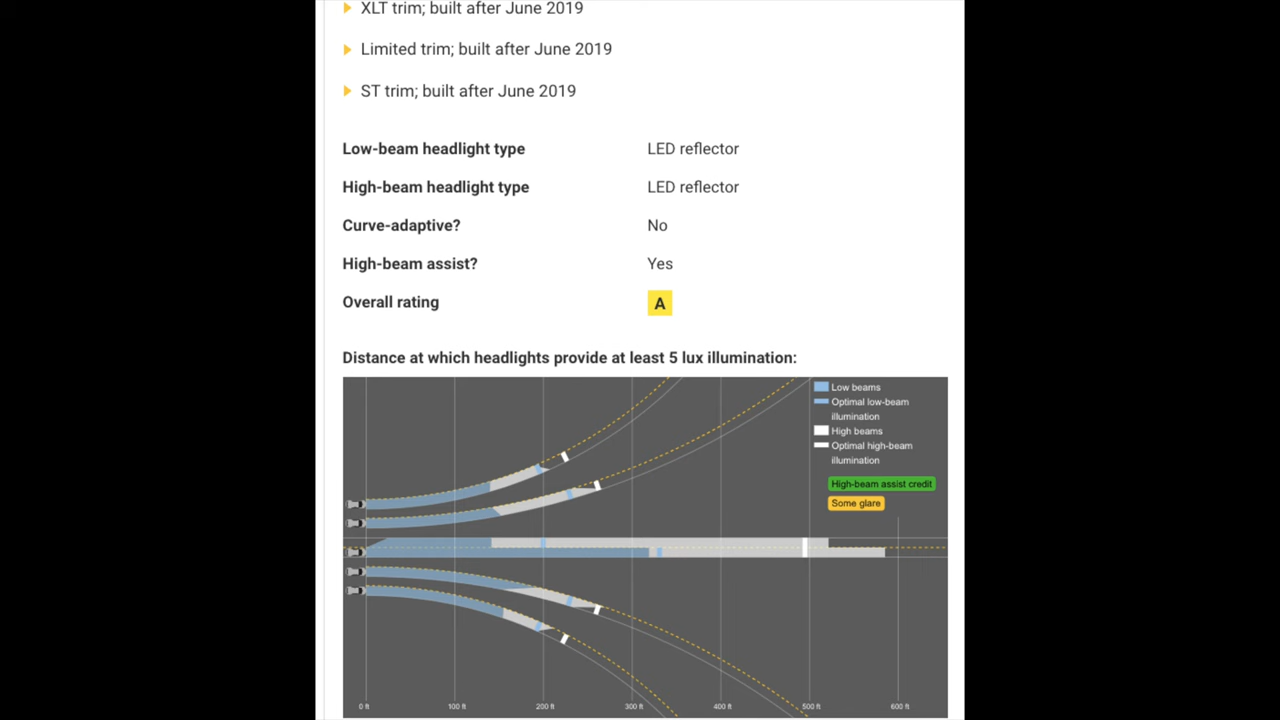 XLT trim; built after June 2019
Limited trim; built after June 2019
ST trim; built after June 2019
Low-beam headlight type LED reflector
High-beam headlight type LED reflector
Curve-adaptive? No
High-beam assist? Yes
Overall rating A
Distance at which headlights provide at least 5 lux illumination:
Low beams
Optimal low-beam
illumination
High beams
Optimal high-beam
illumination
High-beam assist credit
Some glare
0 ft 100 ft 200 ft 300 ft 400 ft 500 ft 600 ft